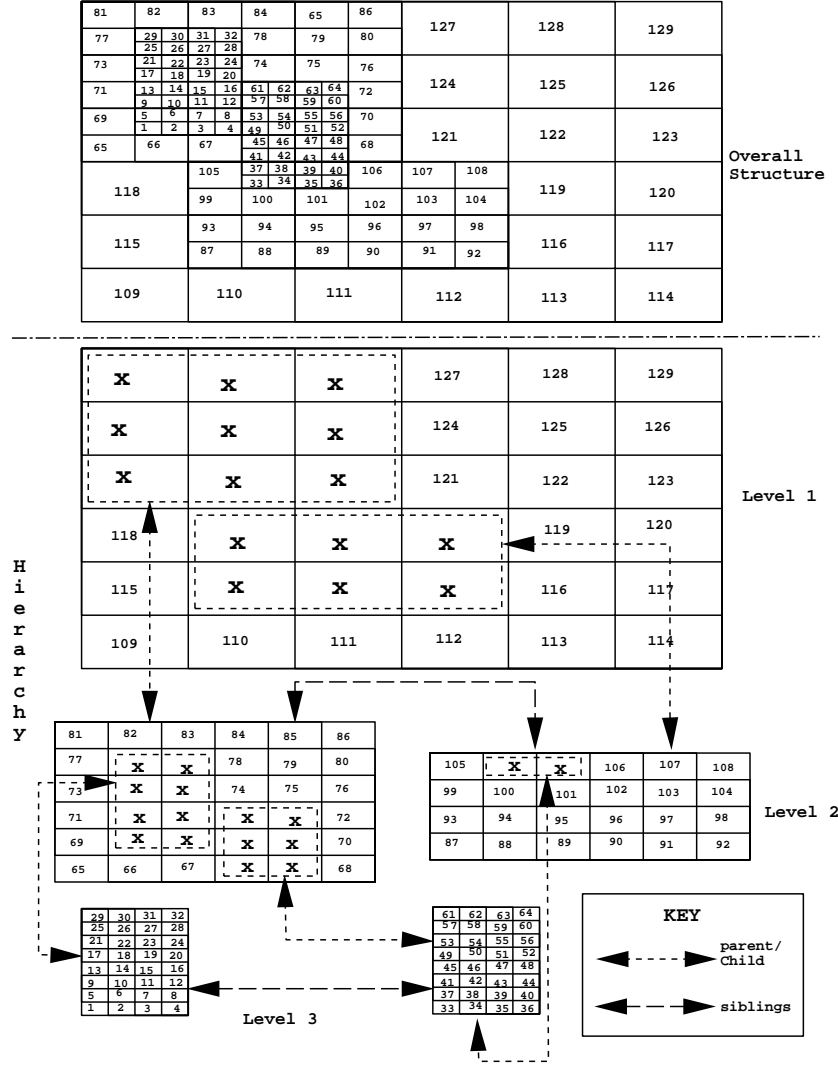 81 82 83 84 65 86 127 128 129
77 29 30 31 32 78 79 80
25 26 27 28
73 21 22 23 24 74 75 76 124 125 126
17 18 19 20
71 13 14 15 16 61 62 63 64 72
9 10 11 12 57 58 59 60
69 5 6 7 8 53 54 55 56 70 121 122 123
1 2 3 4 49 50 51 52
65 66 67 45 46 47 48 68
41 42 43 44
Overall
Structure
118 105 37 38 39 40 106 107 108 119 120
33 34 35 36
99 100 101 102 103 104
115 93 94 95 96 97 98 116 117
87 88 89 90 91 92
109 110 111 112 113 114
Hierarchy
x x x 127 128 129
x x x 124 125 126
x x x 121 122 123
Level 1
118 x x x 119 120
115 x x x 116 117
109 110 111 112 113 114
81 82 83 84 85 86
77 x x 78 79 80
73 x x 74 75 76
71 x x x x 72
69 x x x x 70
65 66 67 x x 68
105 x x 106 107 108
99 100 101 102 103 104
93 94 95 96 97 98
87 88 89 90 91 92
Level 2
29 30 31 32
25 26 27 28
21 22 23 24
17 18 19 20
13 14 15 16
9 10 11 12
5 6 7 8
1 2 3 4
Level 3
61 62 63 64
57 58 59 60
53 54 55 56
49 50 51 52
45 46 47 48
41 42 43 44
37 38 39 40
33 34 35 36
KEY
parent/
Child
siblings